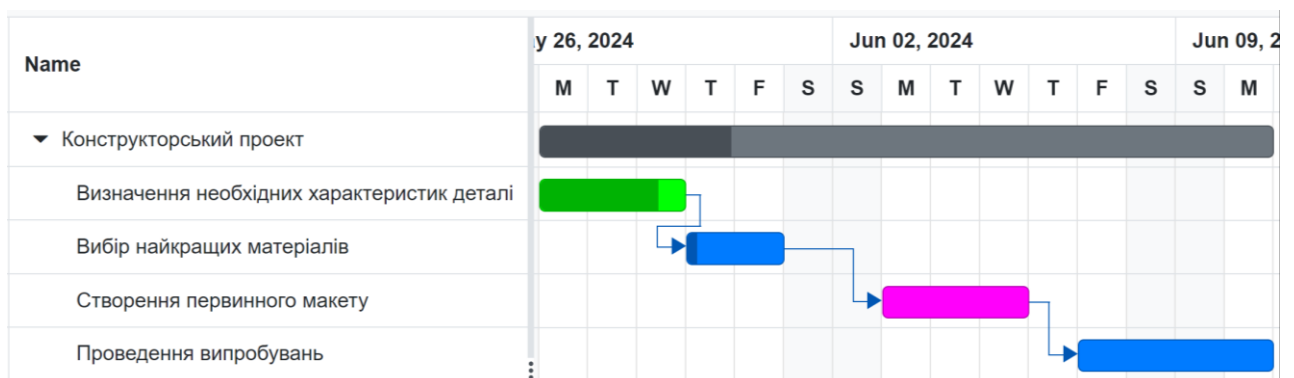 Name
y 26, 2024 Jun 02, 2024 Jun 09, 2
M T W T F S S M T W T F S S M
Конструкторський проект
Визначення необхідних характеристик деталі
Вибір найкращих матеріалів
Створення первинного макету
Проведення випробувань